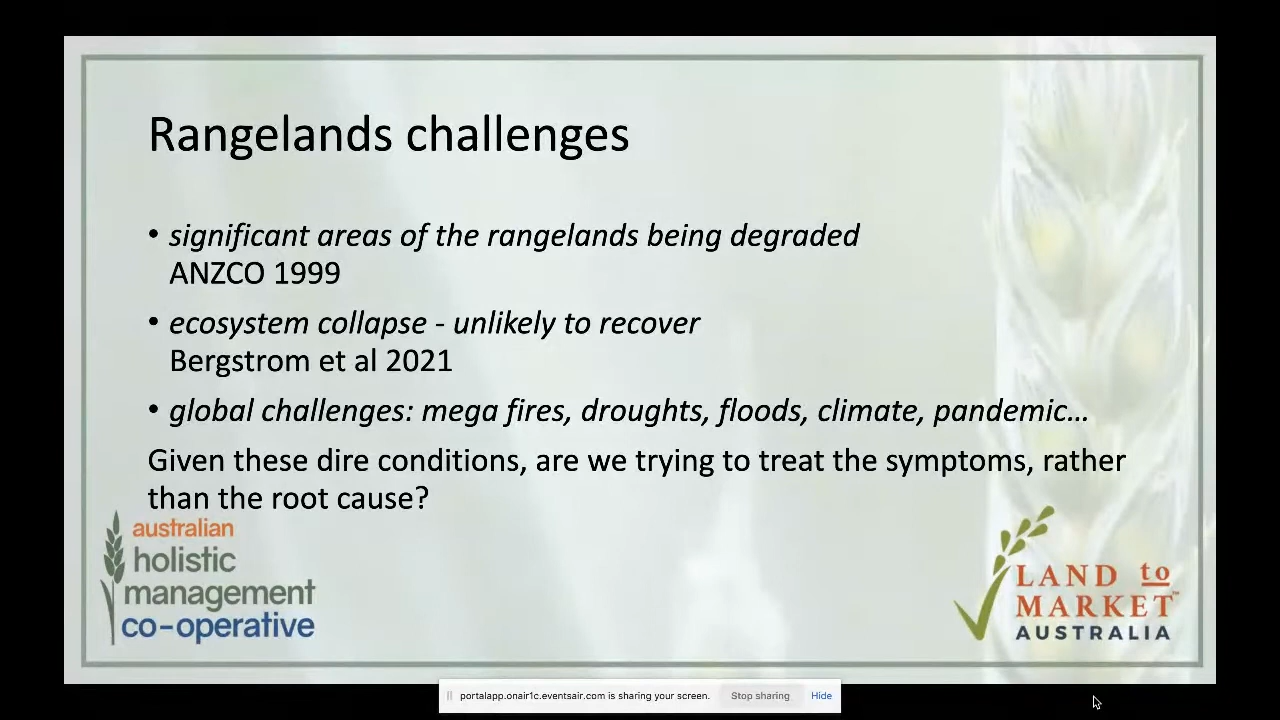 Rangelands challenges
• significant areas of the rangelands being degraded
ANZCO 1999
• ecosystem collapse - unlikely to recover
Bergstrom et al 2021
• global challenges: mega fires, droughts, floods, climate, pandemic...
Given these dire conditions, are we trying to treat the symptoms, rather
than the root cause?
australian
holistic
management
co-operative
LAND to
MARKET™
AUSTRALIA
portalapp.onair1c.eventsair.com is sharing your screen. Stop sharing Hide